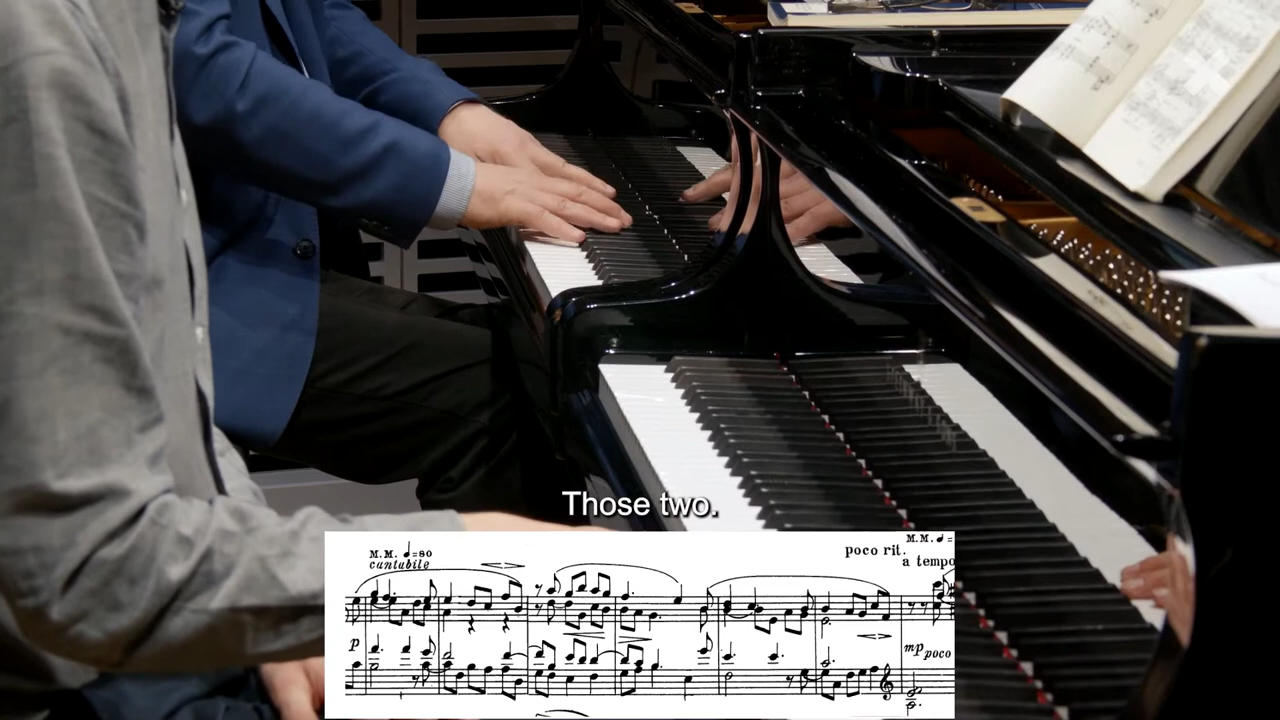 Those two.
M.M. ♩=80
cantabile
poco rit.
M.M. ♩=
a tempo
p
mp poco